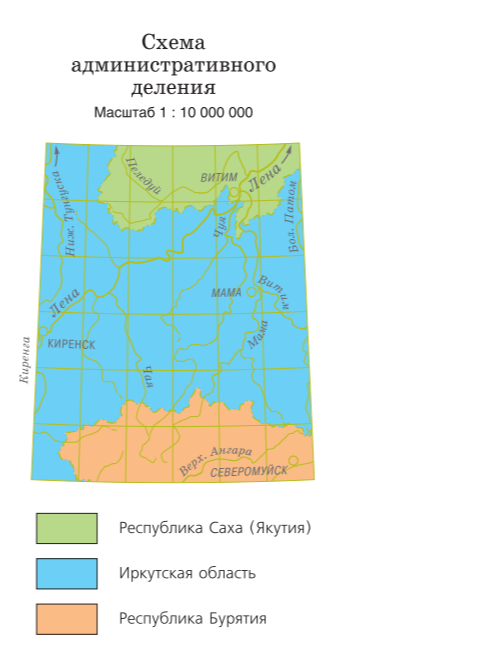 Схема
административного
деления
Масштаб 1 : 10 000 000
Ниж. Тунгуска
Пеледуй
ВИТИМ
Лена
Бол. Патом
Чуя
Лена
МАМА
Витим
Мама
Киренга
КИРЕНСК
Чая
Верх. Ангара
СЕВЕРОМУЙСК
Республика Саха (Якутия)
Иркутская область
Республика Бурятия